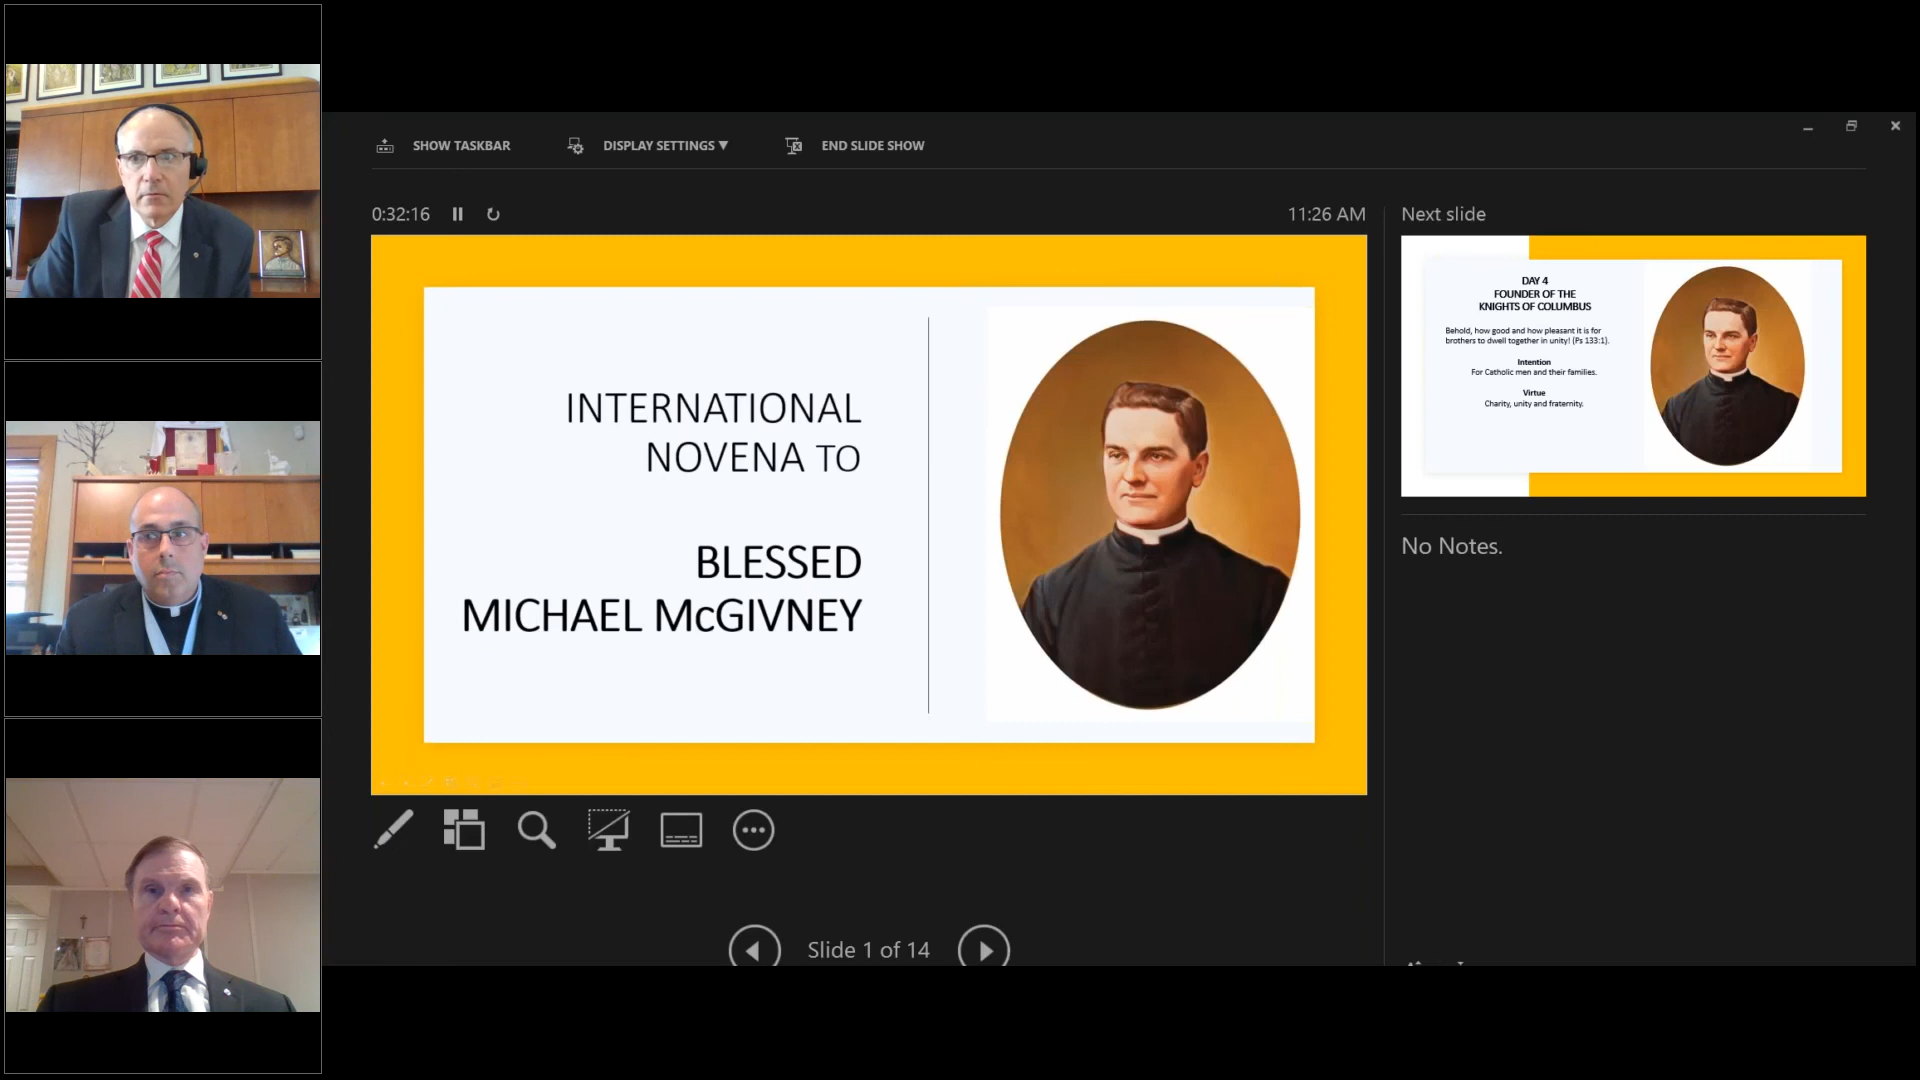 SHOW TASKBAR
DISPLAY SETTINGS ▼
END SLIDE SHOW
0:32:16
11:26 AM
INTERNATIONAL
NOVENA TO
BLESSED
MICHAEL McGIVNEY
Slide 1 of 14
Next slide
DAY 4
FOUNDER OF THE
KNIGHTS OF COLUMBUS
Behold, how good and how pleasant it is for
brothers to dwell together in unity! (Ps 133:1).
Intention
For Catholic men and their families.
Virtue
Charity, unity and fraternity.
No Notes.